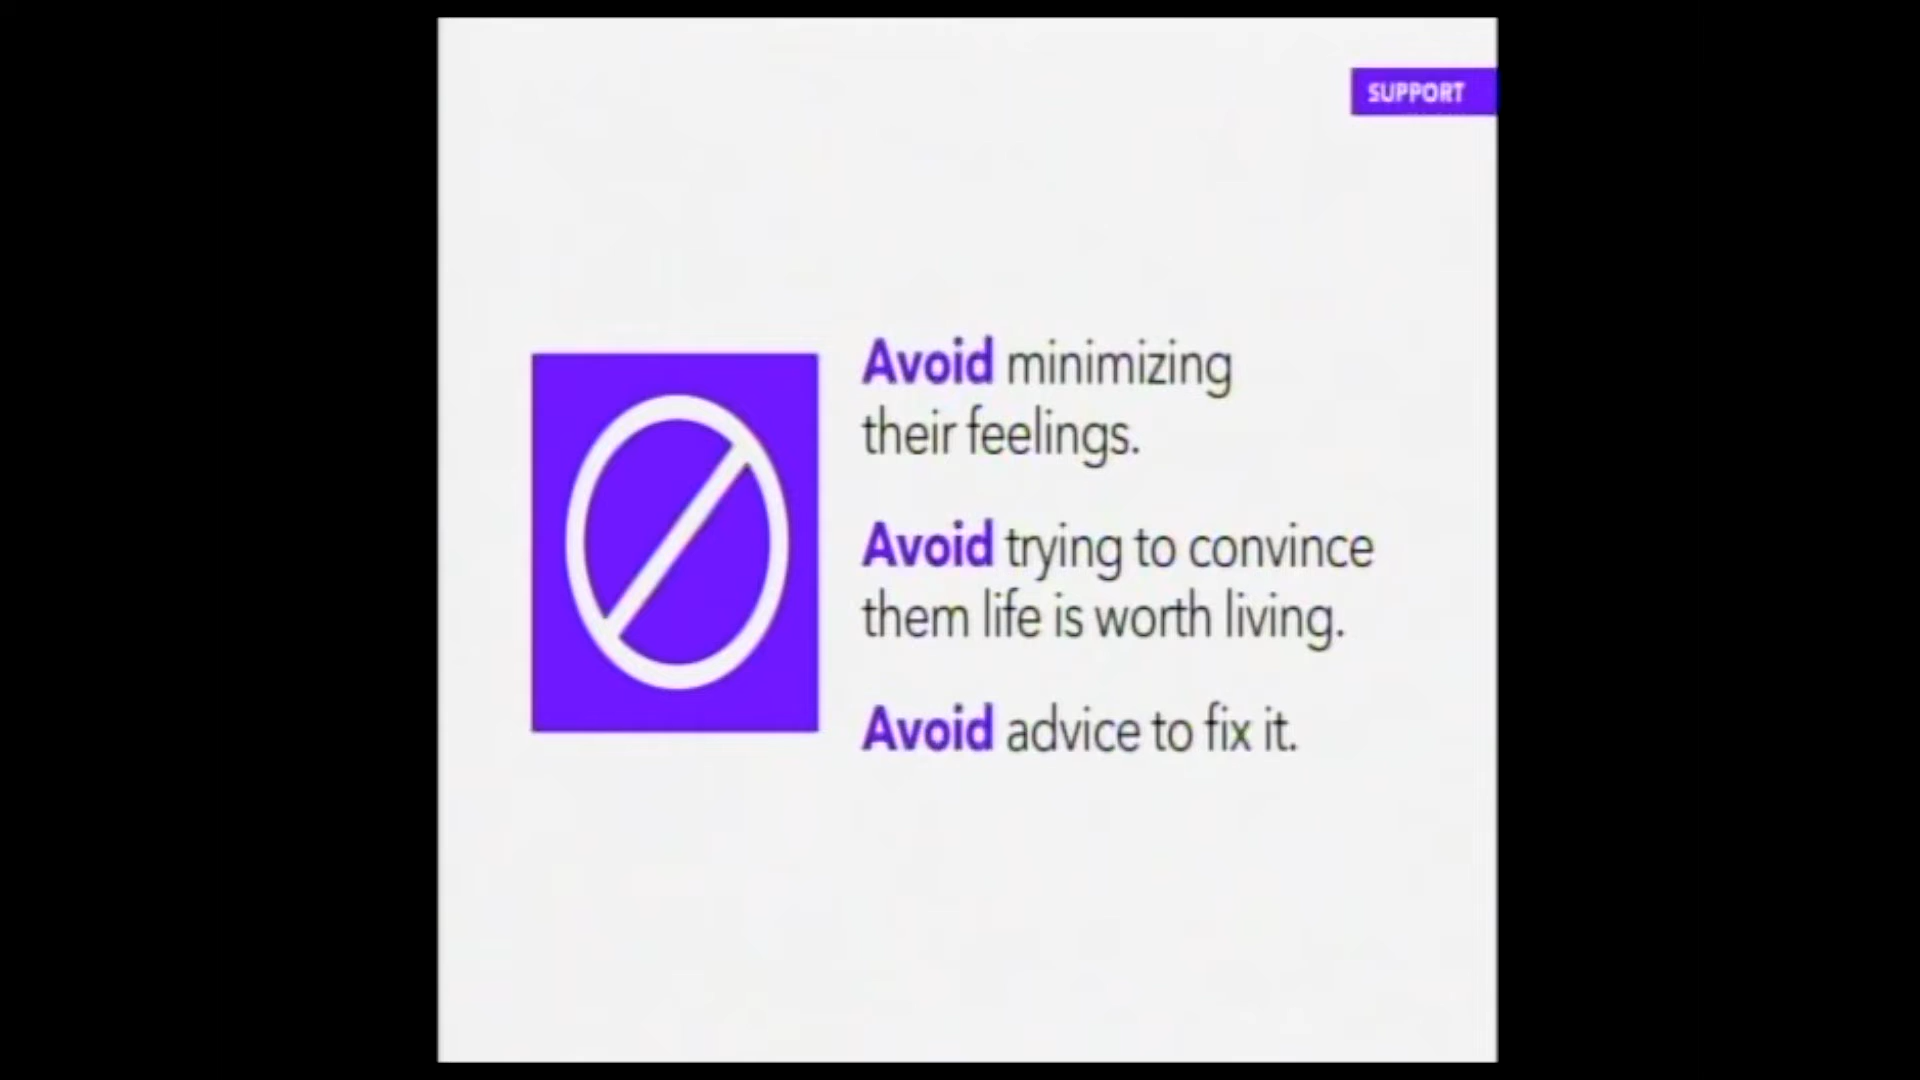 SUPPORT
Avoid minimizing
their feelings.
Avoid trying to convince
them life is worth living.
Avoid advice to fix it.